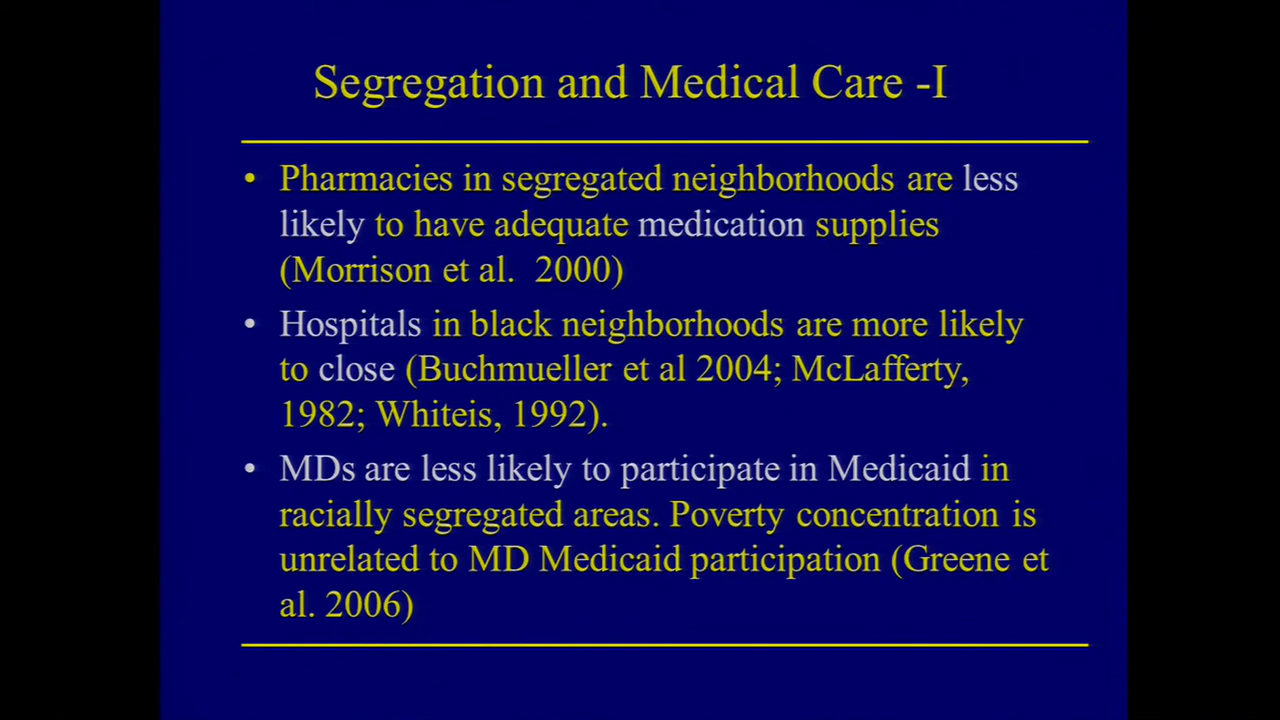 Segregation and Medical Care -I
• Pharmacies in segregated neighborhoods are less
likely to have adequate medication supplies
(Morrison et al.  2000)
• Hospitals in black neighborhoods are more likely
to close (Buchmueller et al 2004; McLafferty,
1982; Whiteis, 1992).
• MDs are less likely to participate in Medicaid in
racially segregated areas. Poverty concentration is
unrelated to MD Medicaid participation (Greene et
al. 2006)